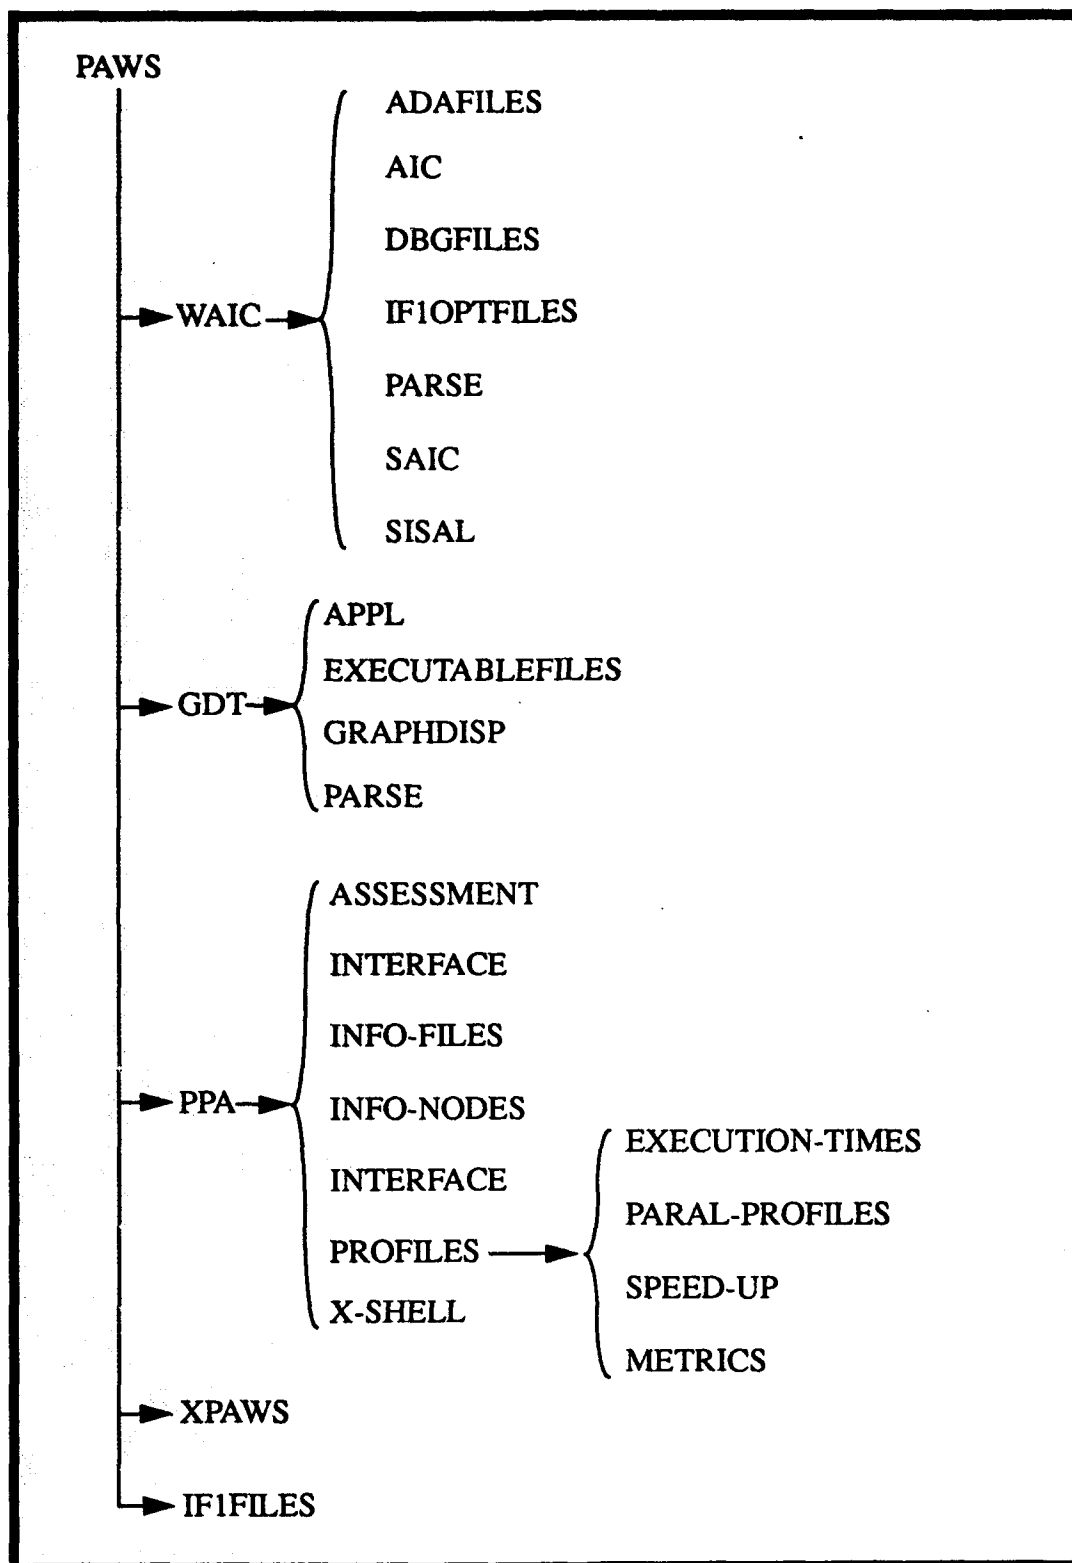 PAWS
WAIC
ADAFILES
AIC
DBGFILES
IF1OPTFILES
PARSE
SAIC
SISAL
GDT
APPL
EXECUTABLEFILES
GRAPHDISP
PARSE
PPA
ASSESSMENT
INTERFACE
INFO-FILES
INFO-NODES
INTERFACE
PROFILES
X-SHELL
EXECUTION-TIMES
PARAL-PROFILES
SPEED-UP
METRICS
XPAWS
IF1FILES